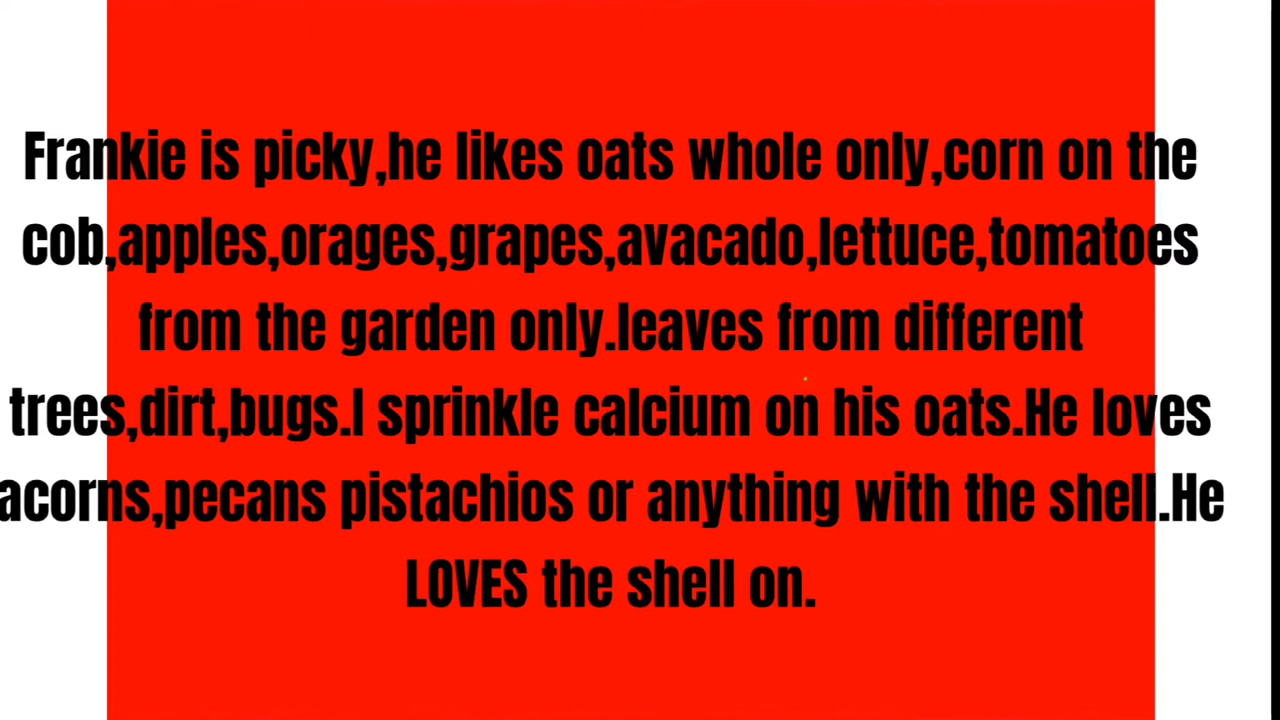 Frankie is picky,he likes oats whole only,corn on the
cob,apples,orages,grapes,avacado,lettuce,tomatoes
from the garden only.leaves from different
trees,dirt,bugs.I sprinkle calcium on his oats.He loves
acorns,pecans pistachios or anything with the shell.He
LOVES the shell on.